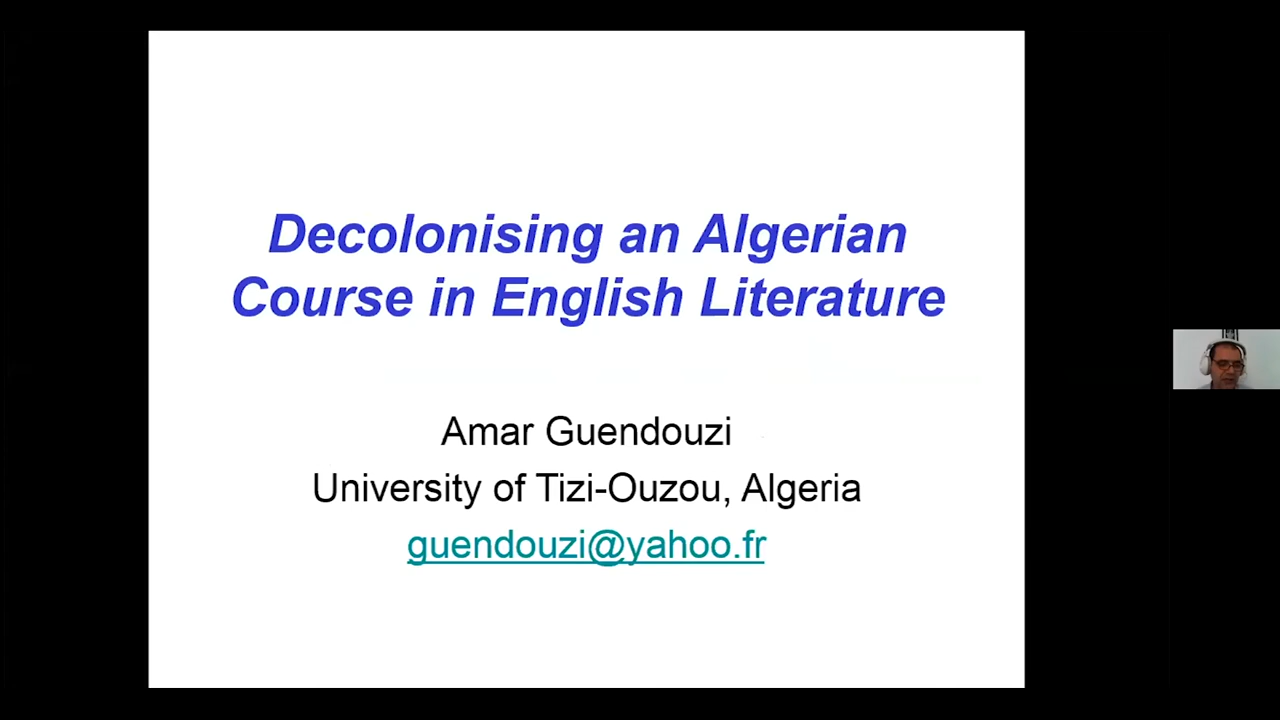 Decolonising an Algerian
Course in English Literature
Amar Guendouzi
University of Tizi-Ouzou, Algeria
guendouzi@yahoo.fr